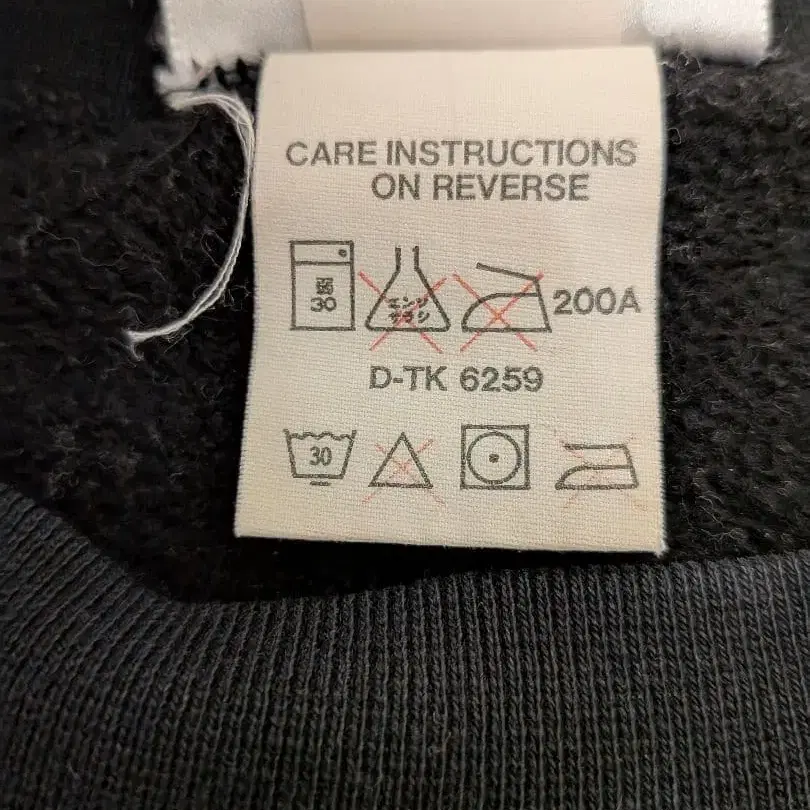 CARE INSTRUCTIONS
ON REVERSE
弱
30
エンソ
サラシ
200A
D-TK 6259
30